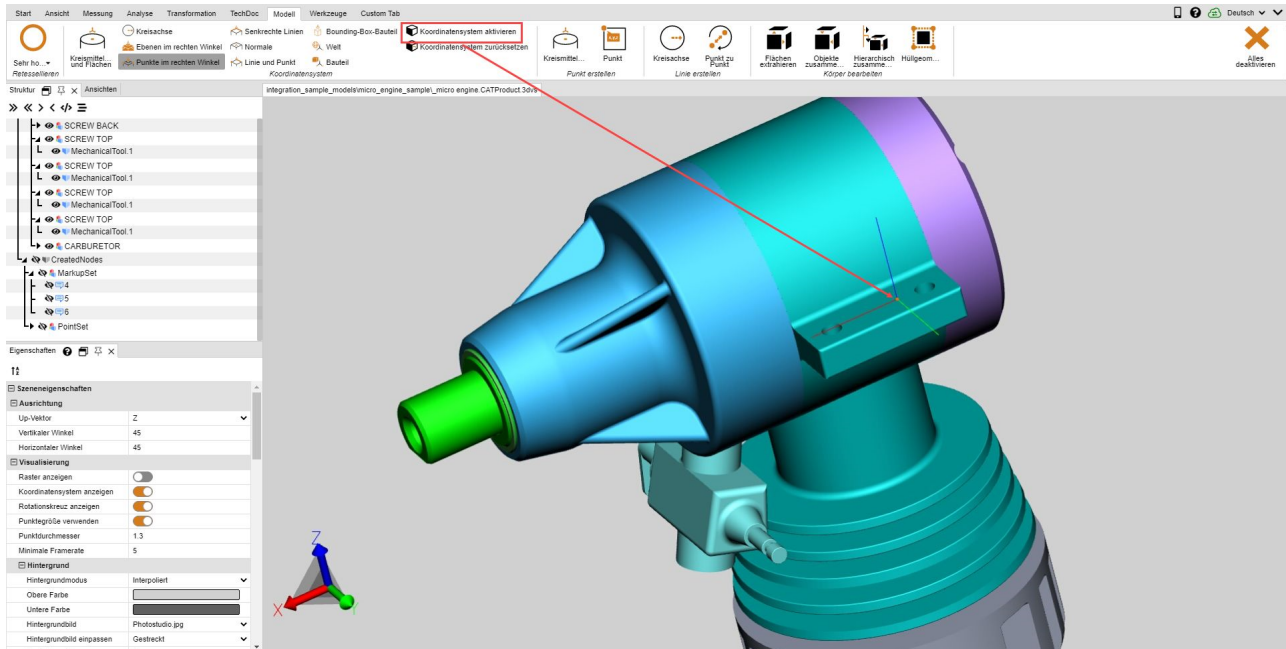 Start Ansicht Messung Analyse Transformation TechDoc Modell Werkzeuge Custom Tab Deutsch
Sehr ho...
Retessellieren
Kreismittel... und Flächen
Kreisachse
Ebenen im rechten Winkel
Punkte im rechten Winkel
Senkrechte Linien
Normale
Linie und Punkt
Bounding-Box-Bauteil
Welt
Bauteil
Koordinatensystem aktivieren
Koordinatensystem zurücksetzen
Koordinatensystem
Kreismittel...
Punkt
Punkt erstellen
Kreisachse
Punkt zu Punkt
Linie erstellen
Flächen extrahieren
Objekte zusamme...
Hierarchisch zusamme...
Hüllgeom...
Körper bearbeiten
Alles deaktivieren
Struktur Ansichten
integration_sample_models\micro_engine_sample\_micro engine.CATProduct.3dvs
SCREW BACK
SCREW TOP
MechanicalTool.1
SCREW TOP
MechanicalTool.1
SCREW TOP
MechanicalTool.1
SCREW TOP
MechanicalTool.1
CARBURETOR
CreatedNodes
MarkupSet
4
5
6
PointSet
Eigenschaften
Szeneneigenschaften
Ausrichtung
Up-Vektor Z
Vertikaler Winkel 45
Horizontaler Winkel 45
Visualisierung
Raster anzeigen
Koordinatensystem anzeigen
Rotationskreuz anzeigen
Punktegröße verwenden
Punktdurchmesser 1.3
Minimale Framerate 5
Hintergrund
Hintergrundmodus Interpoliert
Obere Farbe
Untere Farbe
Hintergrundbild Photostudio.jpg
Hintergrundbild einpassen Gestreckt
Z
X
Y